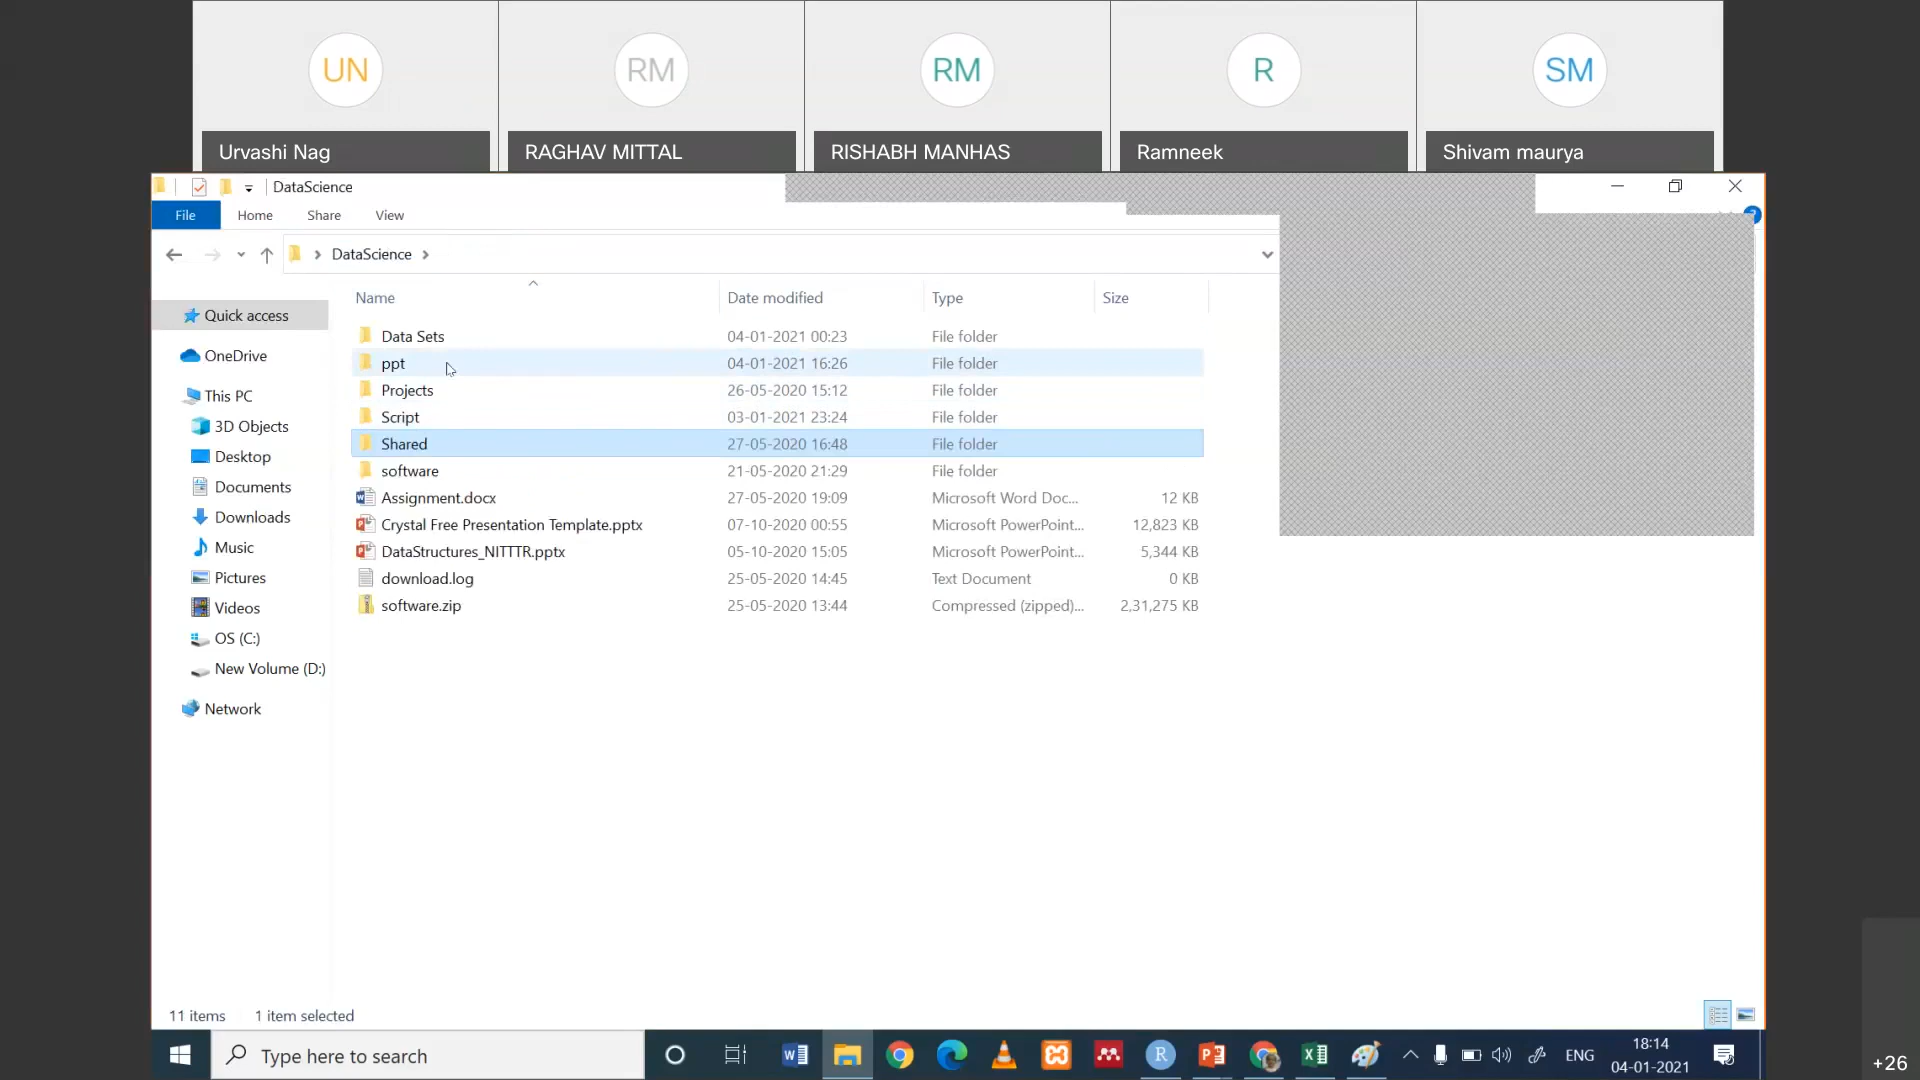 UN
RM
RM
R
SM
Urvashi Nag
RAGHAV MITTAL
RISHABH MANHAS
Ramneek
Shivam maurya
DataScience
File
Home
Share
View
DataScience
Name
Date modified
Type
Size
Quick access
OneDrive
This PC
3D Objects
Desktop
Documents
Downloads
Music
Pictures
Videos
OS (C:)
New Volume (D:)
Network
Data Sets 04-01-2021 00:23 File folder
ppt 04-01-2021 16:26 File folder
Projects 26-05-2020 15:12 File folder
Script 03-01-2021 23:24 File folder
Shared 27-05-2020 16:48 File folder
software 21-05-2020 21:29 File folder
Assignment.docx 27-05-2020 19:09 Microsoft Word Doc... 12 KB
Crystal Free Presentation Template.pptx 07-10-2020 00:55 Microsoft PowerPoint... 12,823 KB
DataStructures_NITTTR.pptx 05-10-2020 15:05 Microsoft PowerPoint... 5,344 KB
download.log 25-05-2020 14:45 Text Document 0 KB
software.zip 25-05-2020 13:44 Compressed (zipped)... 2,31,275 KB
11 items
1 item selected
Type here to search
ENG
18:14
04-01-2021
+26